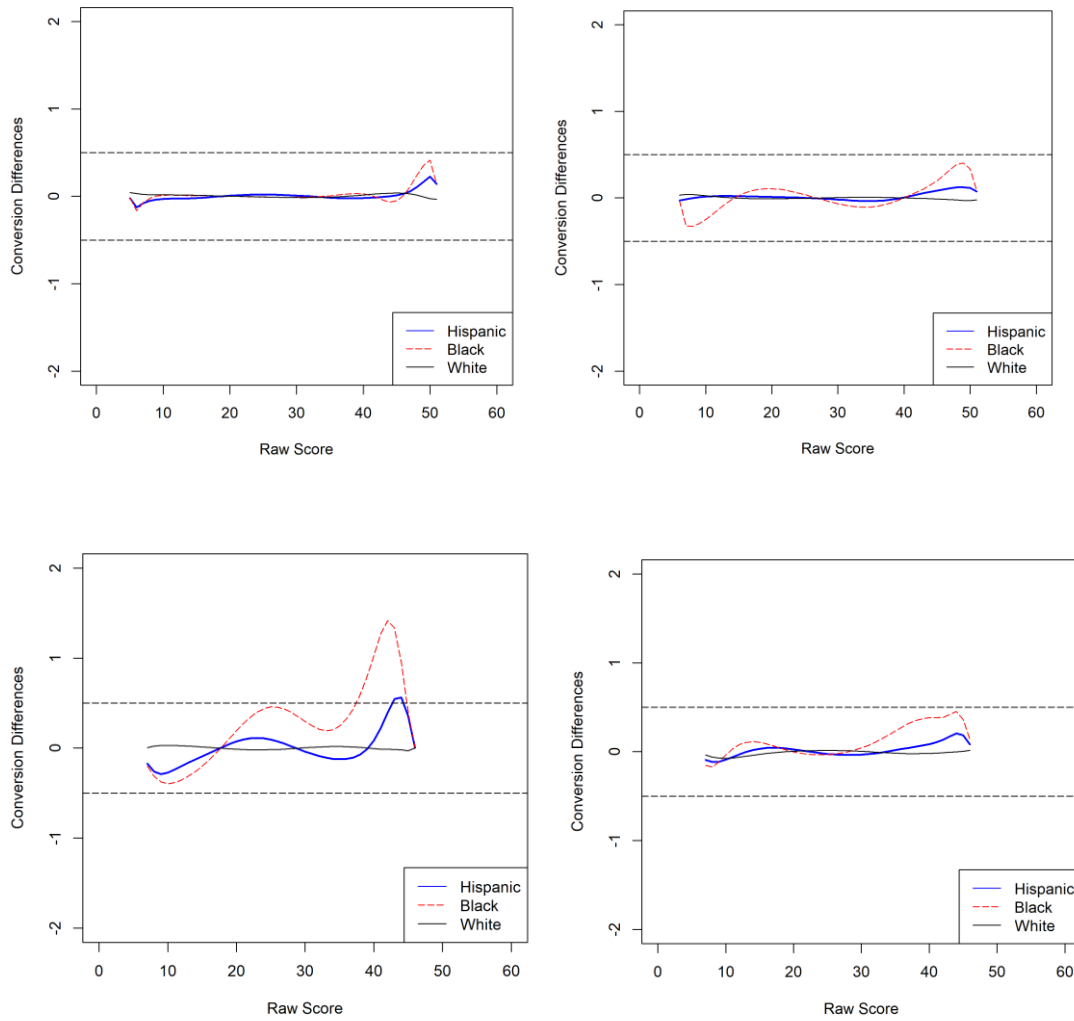 2
1
0
-1
-2
Conversion Differences
Hispanic
Black
White
0 10 20 30 40 50 60
Raw Score
2
1
0
-1
-2
Conversion Differences
Hispanic
Black
White
0 10 20 30 40 50 60
Raw Score
2
1
0
-1
-2
Conversion Differences
Hispanic
Black
White
0 10 20 30 40 50 60
Raw Score
2
1
0
-1
-2
Conversion Differences
Hispanic
Black
White
0 10 20 30 40 50 60
Raw Score